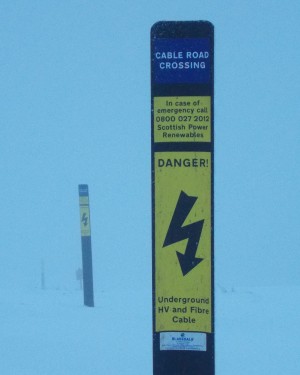 CABLE ROAD
CROSSING
In case of
emergency call
0800 027 2012
Scottish Power
Renewables
DANGER!
Underground
HV and Fibre
Cable